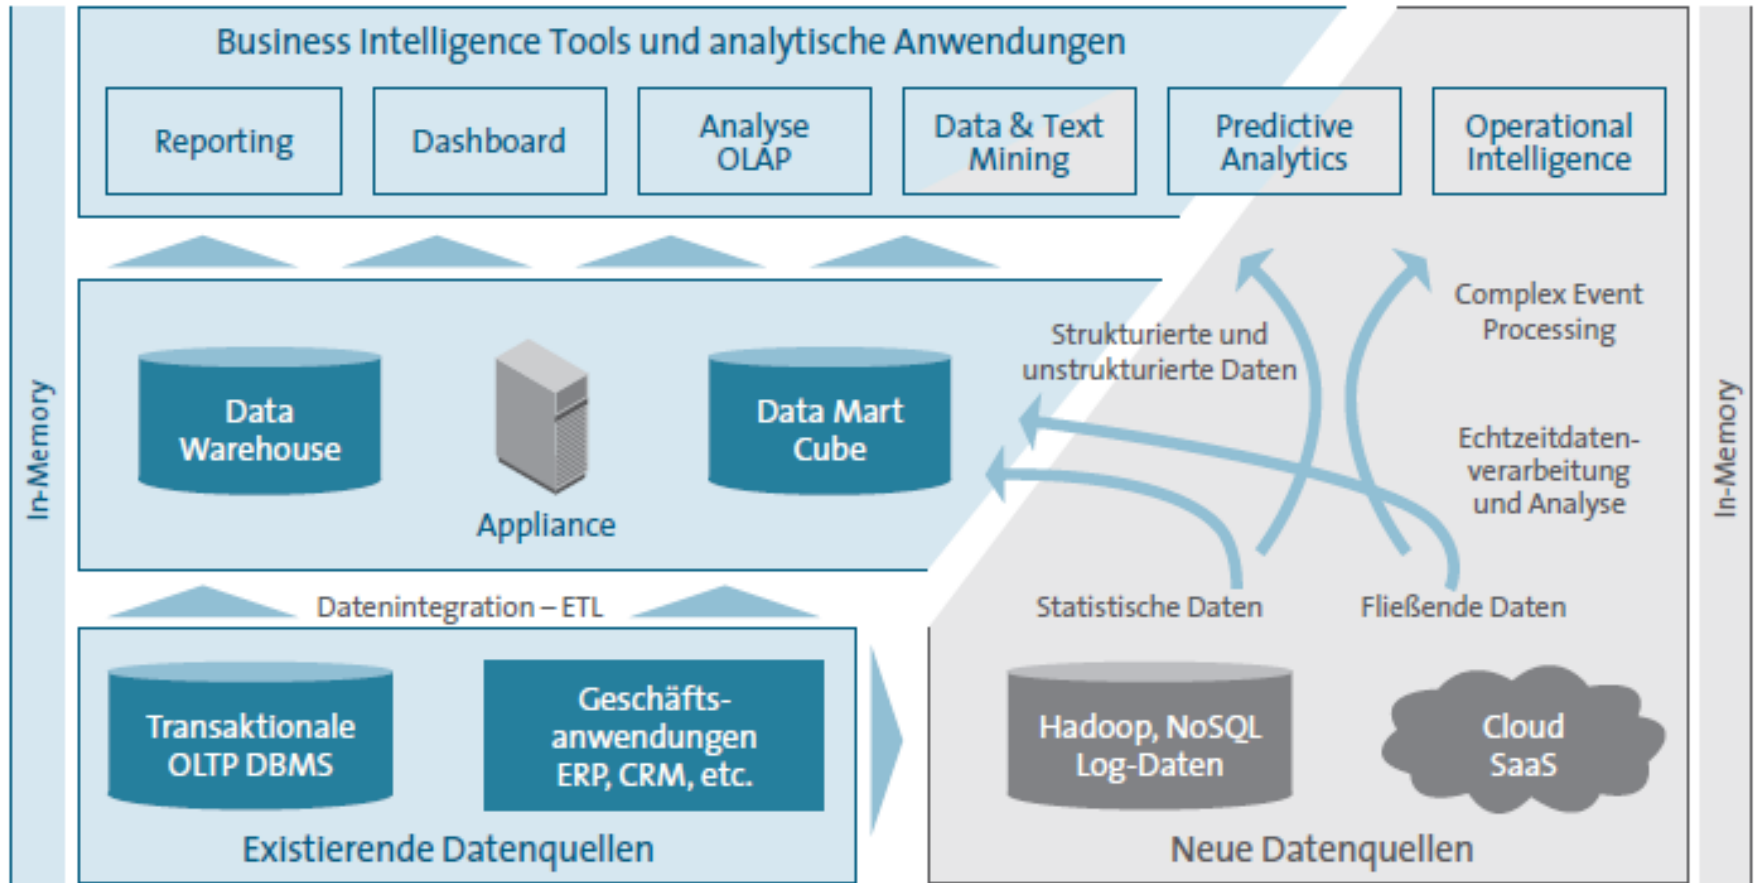 Business Intelligence Tools und analytische Anwendungen
Reporting
Dashboard
Analyse
OLAP
Data & Text
Mining
Predictive
Analytics
Operational
Intelligence
In-Memory
Data
Warehouse
Appliance
Data Mart
Cube
Strukturierte und
unstrukturierte Daten
Complex Event
Processing
Echtzeitdaten-
verarbeitung
und Analyse
In-Memory
Datenintegration – ETL
Statistische Daten
Fließende Daten
Transaktionale
OLTP DBMS
Geschäfts-
anwendungen
ERP, CRM, etc.
Existierende Datenquellen
Hadoop, NoSQL
Log-Daten
Cloud
SaaS
Neue Datenquellen